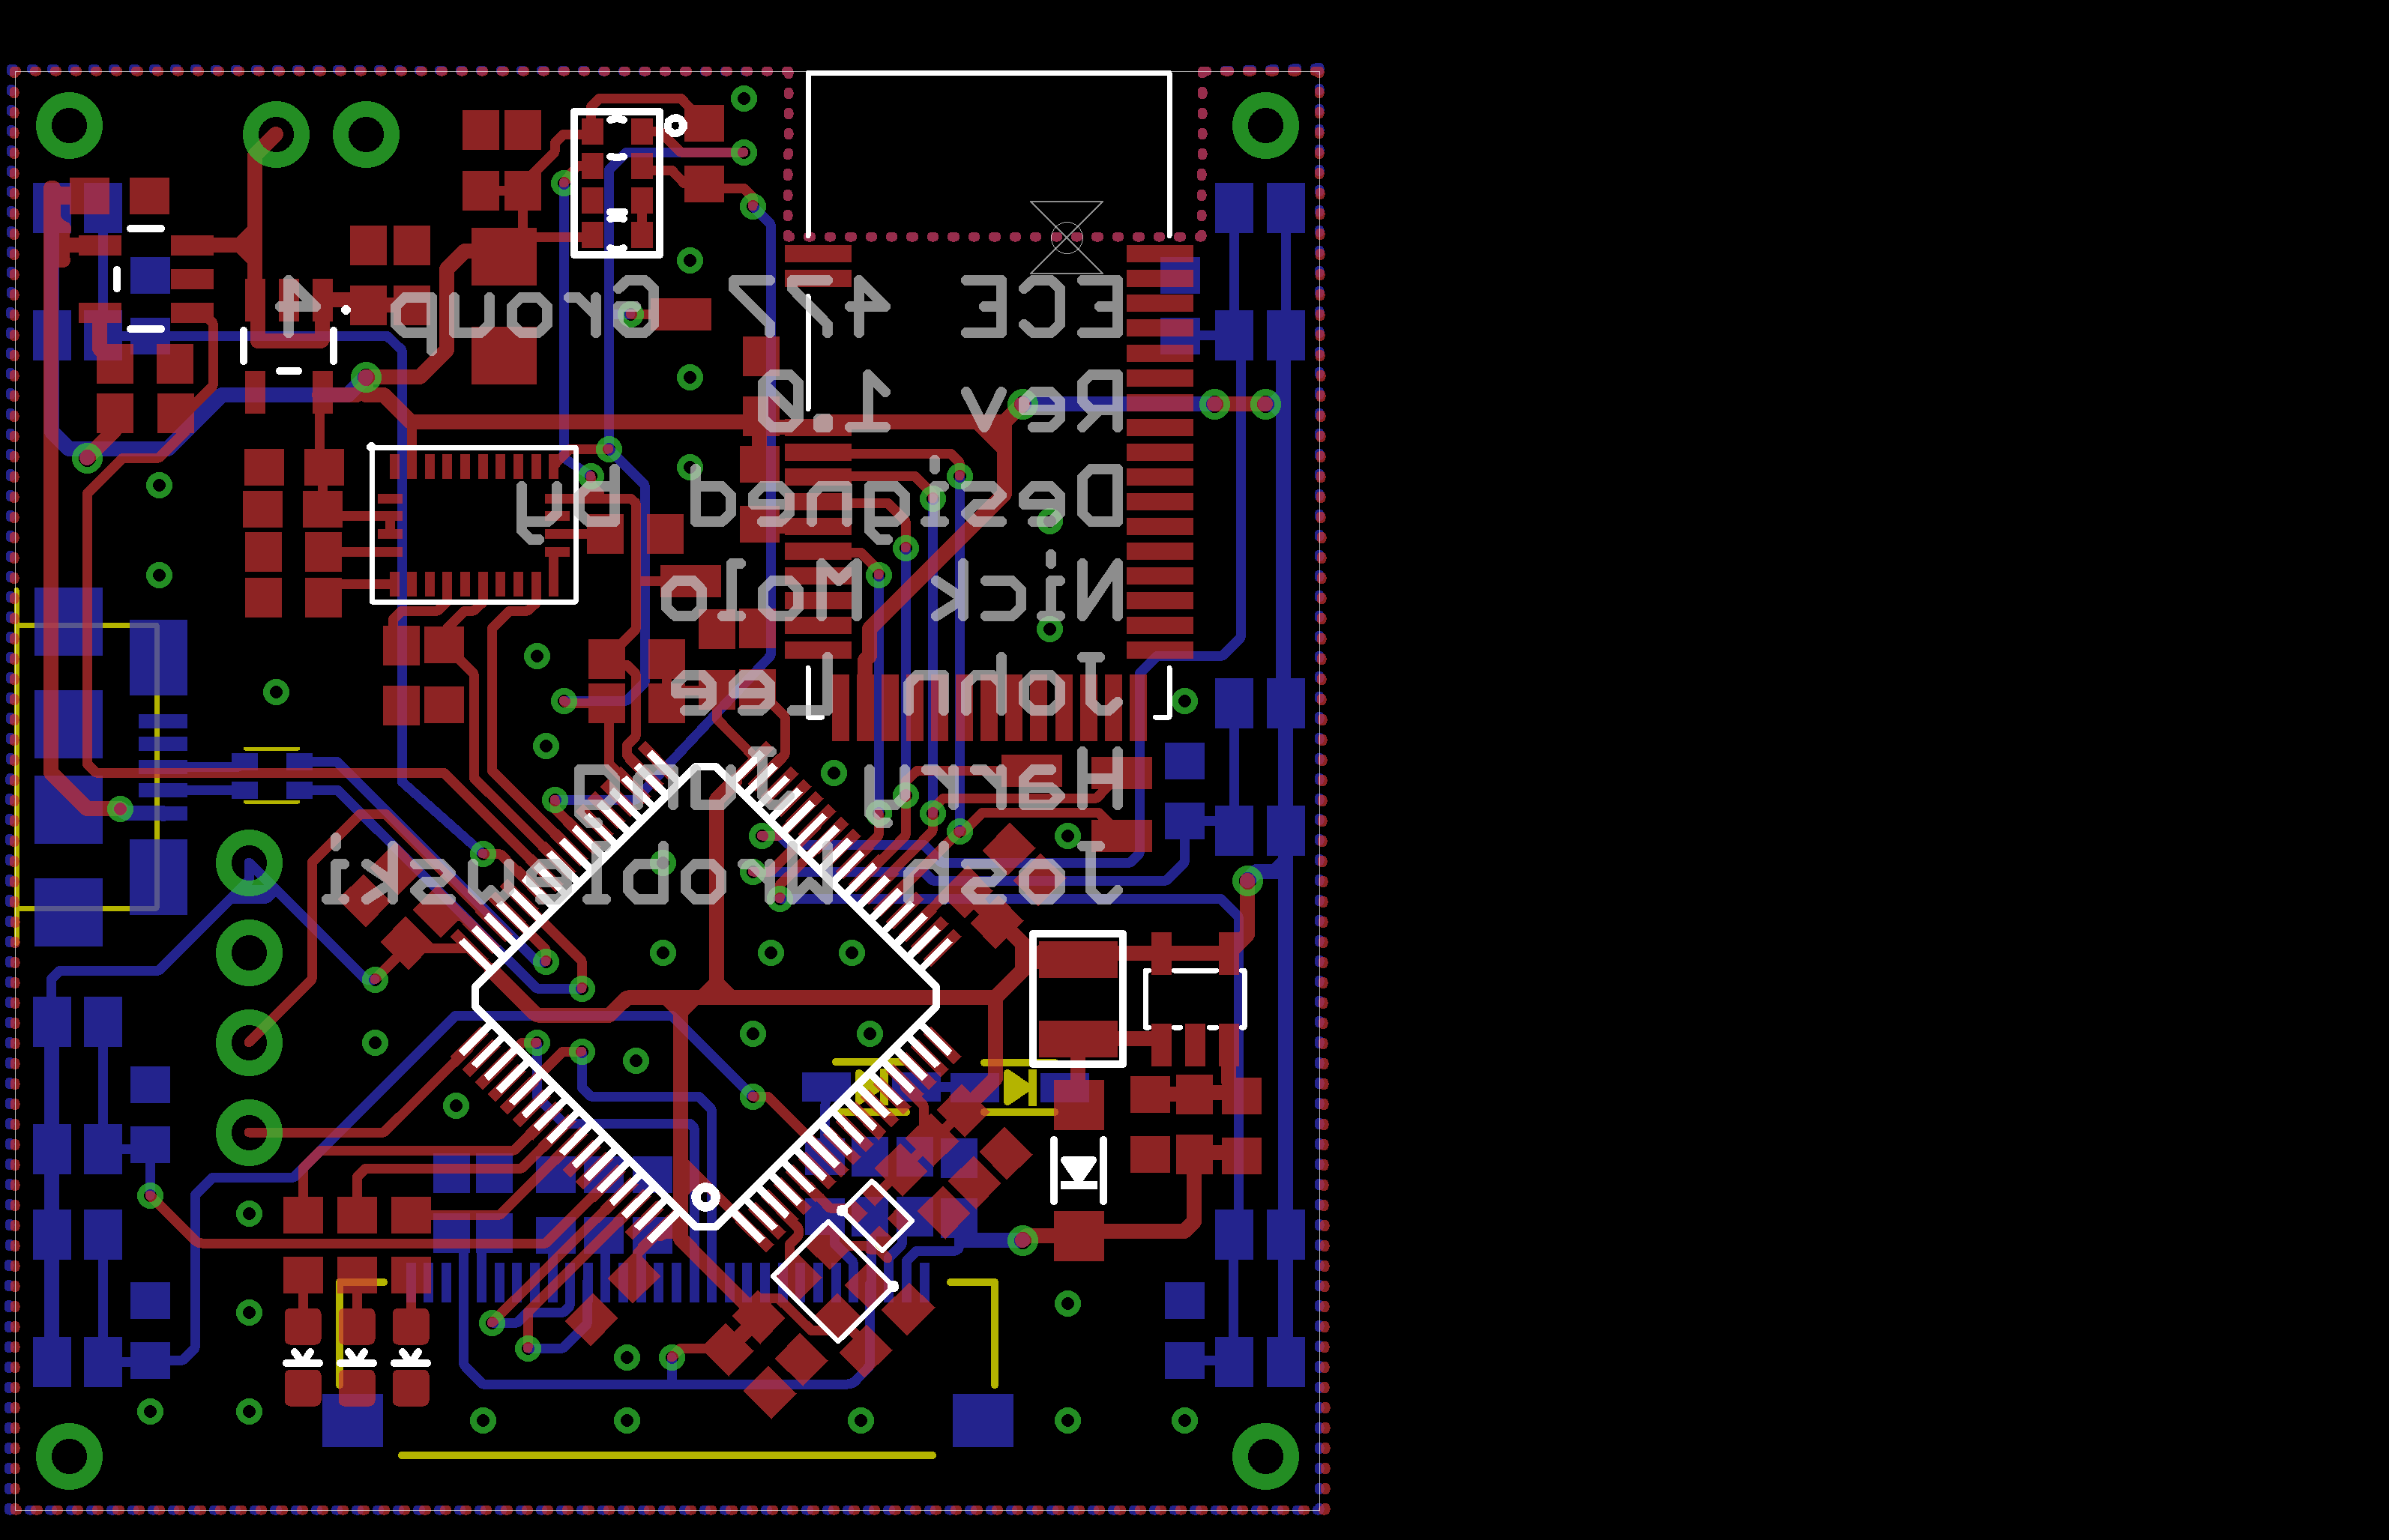 ECE 477 Group 4
Rev 1.0
Designed by
Nick Molo
John Lee
Harry Jung
Josh Wroblewski